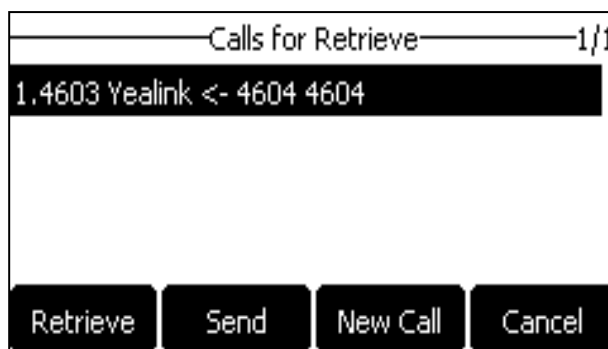 Calls for Retrieve 1/1
1.4603 Yealink <- 4604 4604
Retrieve Send New Call Cancel